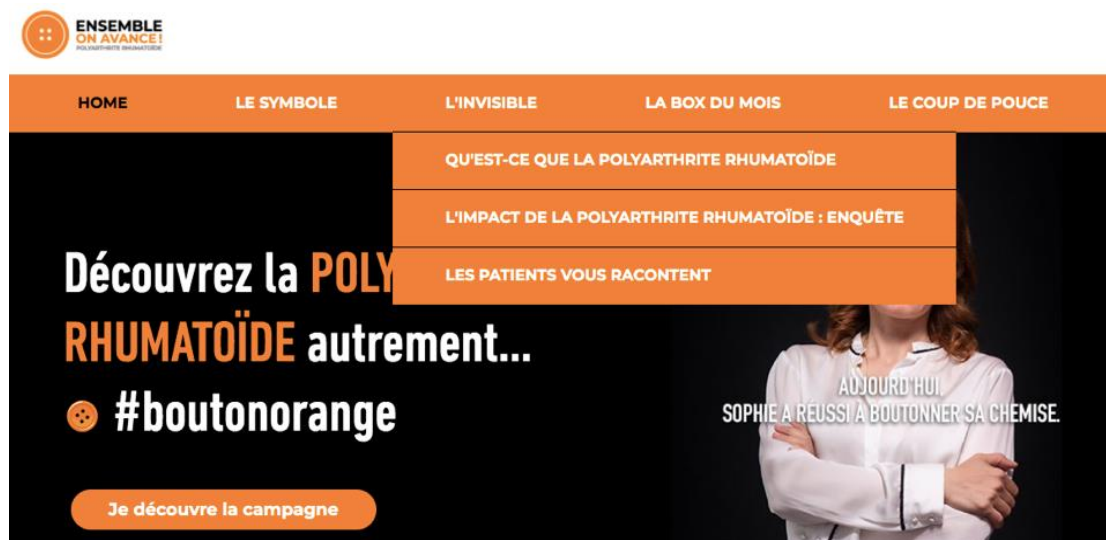 ENSEMBLE
ON AVANCE!
POLYARTHRITE RHUMATOÏDE
HOME
LE SYMBOLE
L'INVISIBLE
LA BOX DU MOIS
LE COUP DE POUCE
QU'EST-CE QUE LA POLYARTHRITE RHUMATOÏDE
L'IMPACT DE LA POLYARTHRITE RHUMATOÏDE : ENQUÊTE
LES PATIENTS VOUS RACONTENT
Découvrez la POLY
RHUMATOÏDE autrement...
#boutonorange
Je découvre la campagne
AUJOURD'HUI,
SOPHIE A RÉUSSI À BOUTONNER SA CHEMISE.